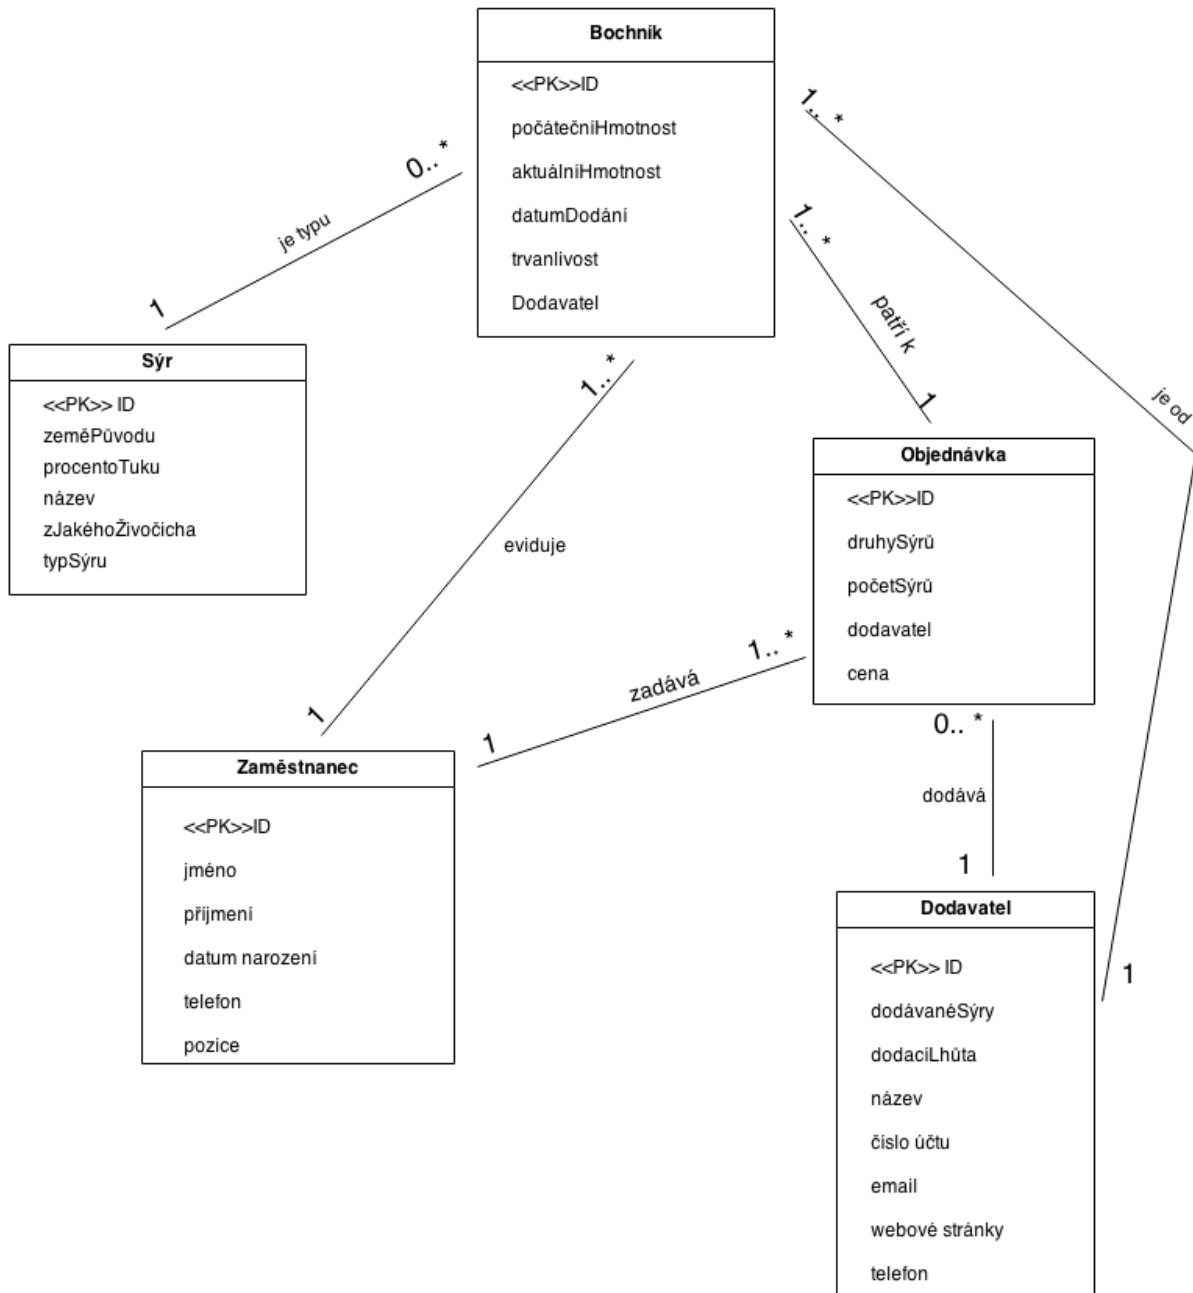 Bochník
<<PK>>ID
počátečníHmotnost
aktuálníHmotnost
datumDodání
trvanlivost
Dodavatel
1.. *
0.. *
je typu
1
1.. *
patří k
1
1.. *
je od
Sýr
<<PK>> ID
zeměPůvodu
procentoTuku
název
zJakéhoŽivočicha
typSýru
eviduje
1
Objednávka
<<PK>>ID
druhySýrů
početSýrů
dodavatel
cena
1.. *
zadává
1
0.. *
dodává
1
Zaměstnanec
<<PK>>ID
jméno
příjmení
datum narození
telefon
pozice
Dodavatel
<<PK>> ID
dodávanéSýry
dodacíLhůta
název
číslo účtu
email
webové stránky
telefon
1